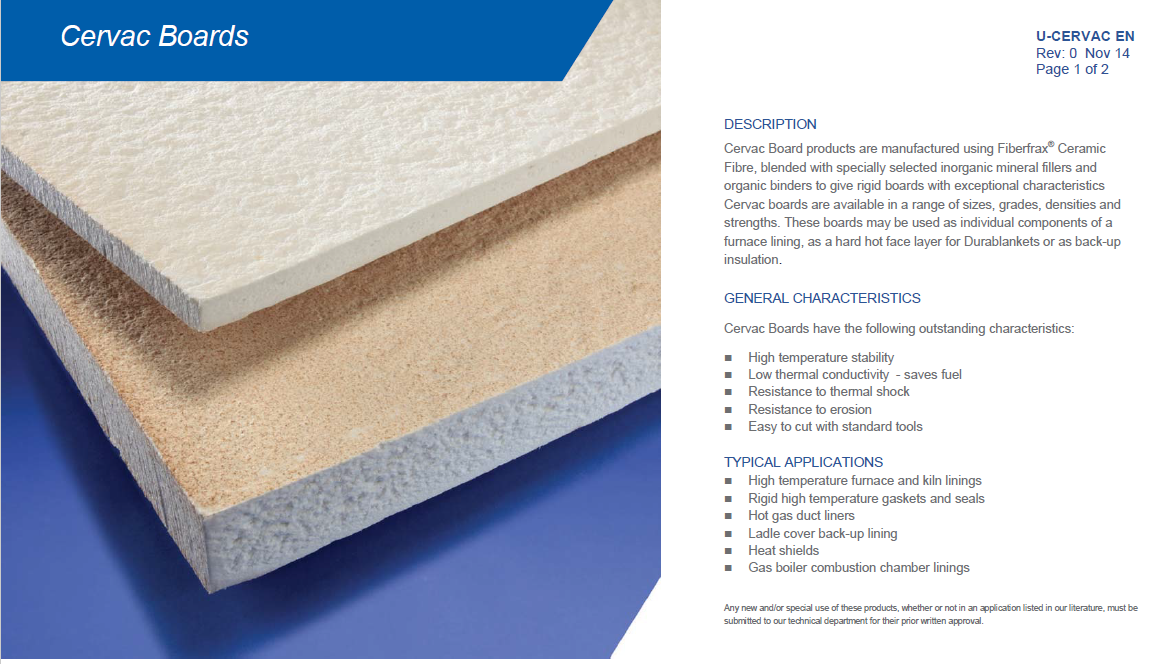 Cervac Boards
U-CERVAC EN
Rev: 0 Nov 14
Page 1 of 2
DESCRIPTION
Cervac Board products are manufactured using Fiberfrax® Ceramic
Fibre, blended with specially selected inorganic mineral fillers and
organic binders to give rigid boards with exceptional characteristics
Cervac boards are available in a range of sizes, grades, densities and
strengths. These boards may be used as individual components of a
furnace lining, as a hard hot face layer for Durablankets or as back-up
insulation.
GENERAL CHARACTERISTICS
Cervac Boards have the following outstanding characteristics:
■ High temperature stability
■ Low thermal conductivity - saves fuel
■ Resistance to thermal shock
■ Resistance to erosion
■ Easy to cut with standard tools
TYPICAL APPLICATIONS
■ High temperature furnace and kiln linings
■ Rigid high temperature gaskets and seals
■ Hot gas duct liners
■ Ladle cover back-up lining
■ Heat shields
■ Gas boiler combustion chamber linings
Any new and/or special use of these products, whether or not in an application listed in our literature, must be
submitted to our technical department for their prior written approval.